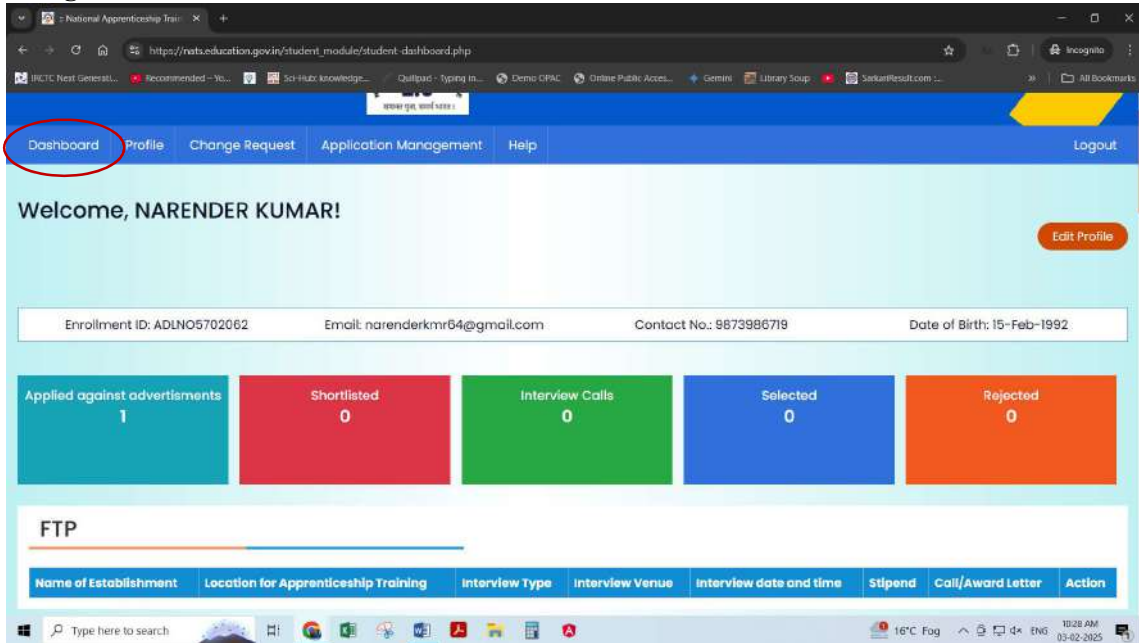 : National Apprenticeship Train
https://nats.education.gov.in/student_module/student-dashboard.php
Incognito
IRCTC Next Generati... Recommended – Yo... Sci-Hub: knowledge... Quillpad - Typing in... Demo OPAC Online Public Acces... Gemini Library Soup SarkariResult.com :... » All Bookmarks
Dashboard Profile Change Request Application Management Help Logout
Welcome, NARENDER KUMAR!
Edit Profile
Enrollment ID: ADLNO5702062 Email: narenderkmr64@gmail.com Contact No.: 9873986719 Date of Birth: 15-Feb-1992
Applied against advertisments Shortlisted Interview Calls Selected Rejected
1 0 0 0 0
FTP
Name of Establishment Location for Apprenticeship Training Interview Type Interview Venue Interview date and time Stipend Call/Award Letter Action
Type here to search 16°C Fog ENG 10:28 AM
03-02-2025